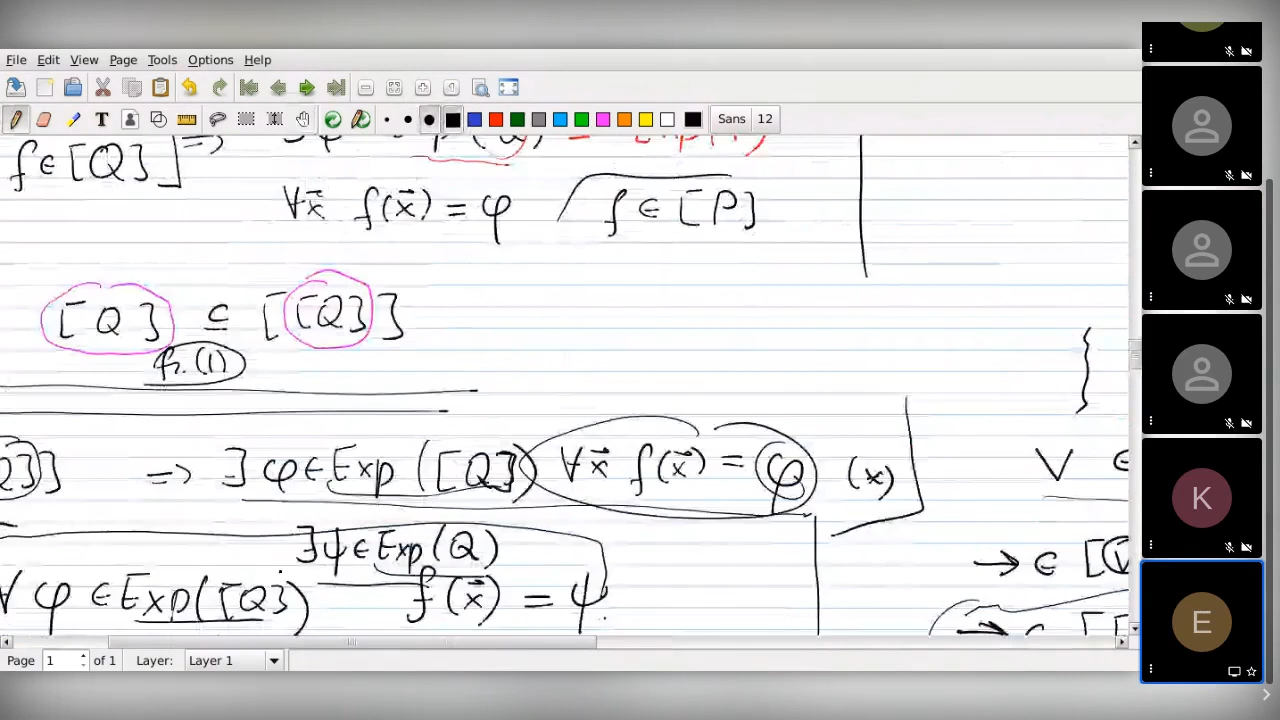 File Edit View Page Tools Options Help
Sans 12
f ∈ [Q] ⇒
∀x⃗ f(x⃗) = φ f ∈ [P]
[Q] ⊆ [[Q]]
(1)
Q]] ⇒ ∃ φ ∈ Exp([Q]) ∀x⃗ f(x⃗) = φ (x)
∃ψ ∈ Exp(Q)
∀ φ ∈ Exp([Q]) f(x⃗) = ψ
∨ ∈
→ ∈ [Q
→ ∈ [
K
E
Page 1 of 1 Layer: Layer 1